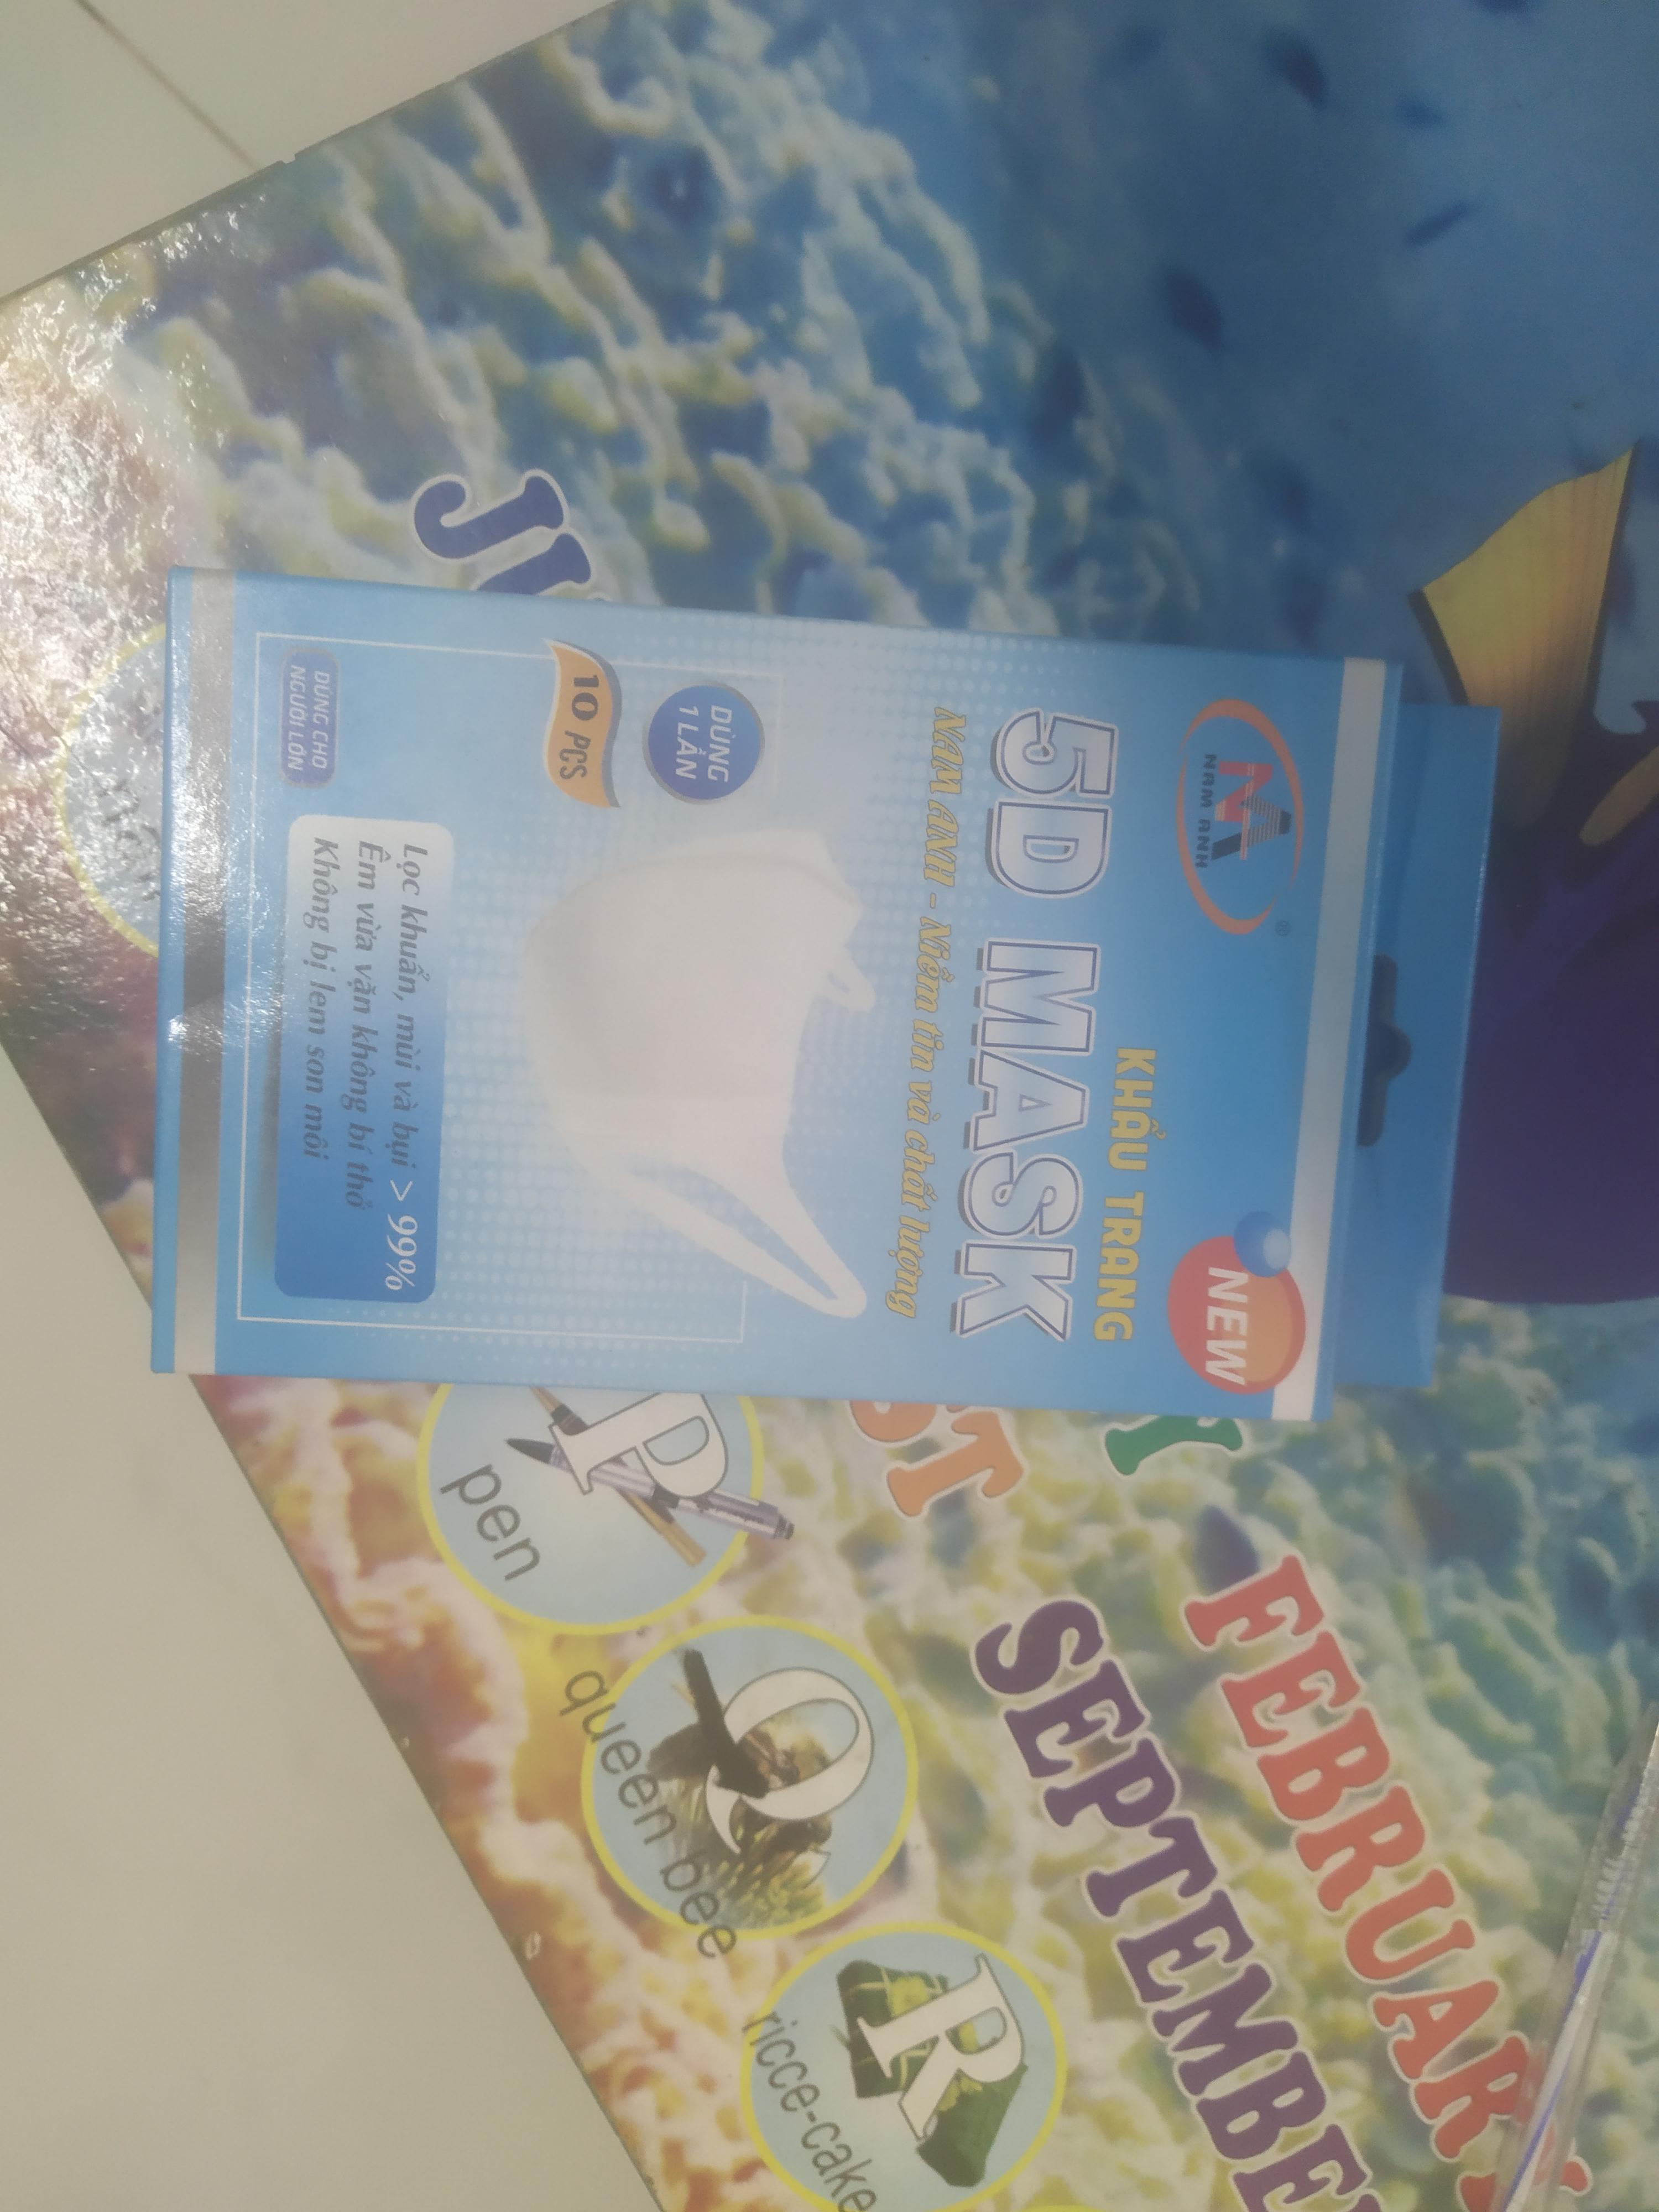 NAM ANH
®
NEW
KHẨU TRANG
5D MASK
NAM ANH - Niềm tin và chất lượng
DÙNG
1 LẦN
10 PCS
Lọc khuẩn, mùi và bụi > 99%
Êm vừa vặn không bí thở
Không bị lem son môi
DÙNG CHO
NGƯỜI LỚN
FEBRUARY
SEPTEMBE
ST
P
pen
Q
queen bee
R
ricce-cake